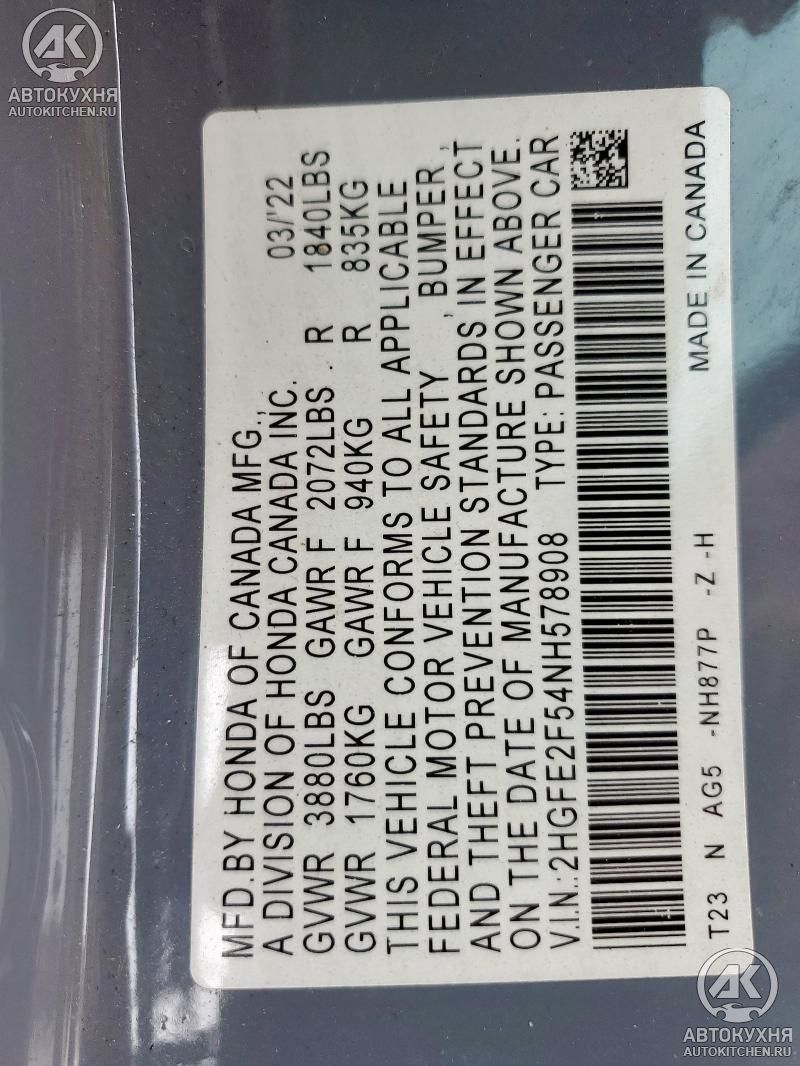 AK
АВТОКУХНЯ
AUTOKITCHEN.RU
MFD.BY HONDA OF CANADA MFG., 03/'22
A DIVISION OF HONDA CANADA INC.
GVWR 3880LBS GAWR F 2072LBS R 1840LBS
GVWR 1760KG GAWR F 940KG R 835KG
THIS VEHICLE CONFORMS TO ALL APPLICABLE
FEDERAL MOTOR VEHICLE SAFETY , BUMPER ,
AND THEFT PREVENTION STANDARDS IN EFFECT
ON THE DATE OF MANUFACTURE SHOWN ABOVE.
V.I.N.:2HGFE2F54NH578908 TYPE: PASSENGER CAR
T23 N AG5 -NH877P -Z -H MADE IN CANADA
AK
АВТОКУХНЯ
AUTOKITCHEN.RU